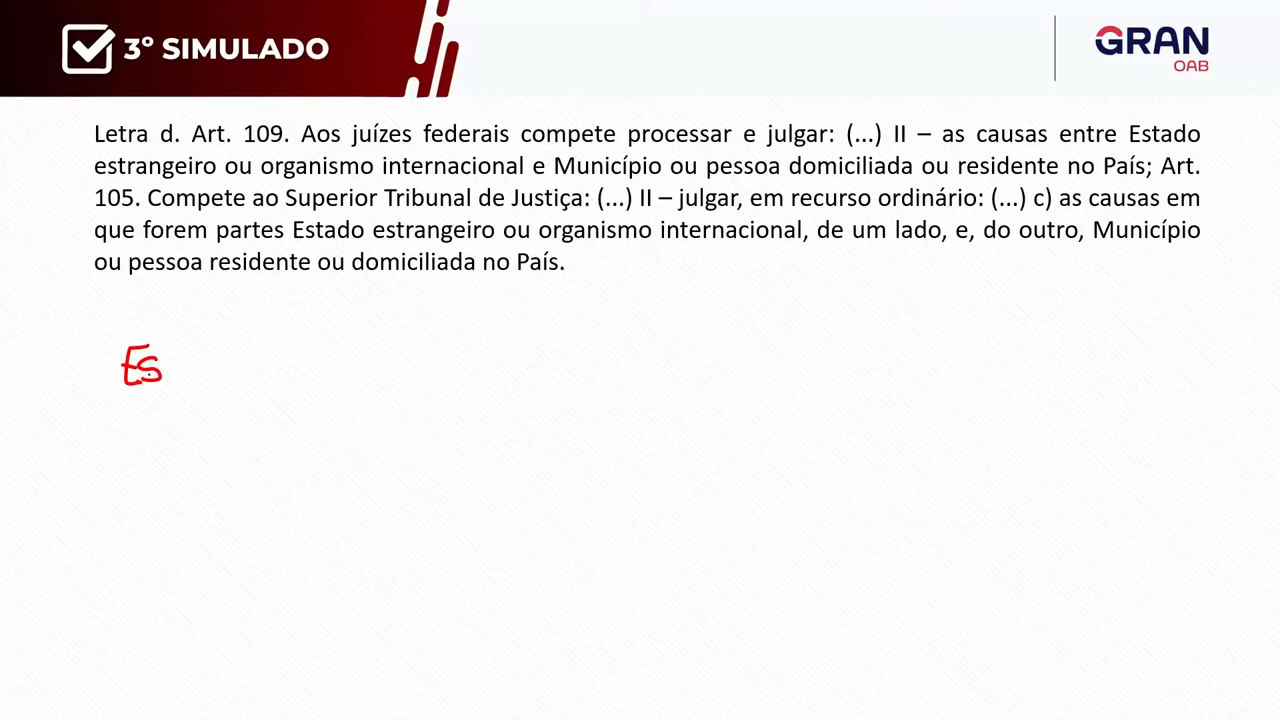 3º SIMULADO
GRAN
OAB
Letra d. Art. 109. Aos juízes federais compete processar e julgar: (...) II – as causas entre Estado
estrangeiro ou organismo internacional e Município ou pessoa domiciliada ou residente no País; Art.
105. Compete ao Superior Tribunal de Justiça: (...) II – julgar, em recurso ordinário: (...) c) as causas em
que forem partes Estado estrangeiro ou organismo internacional, de um lado, e, do outro, Município
ou pessoa residente ou domiciliada no País.
Es